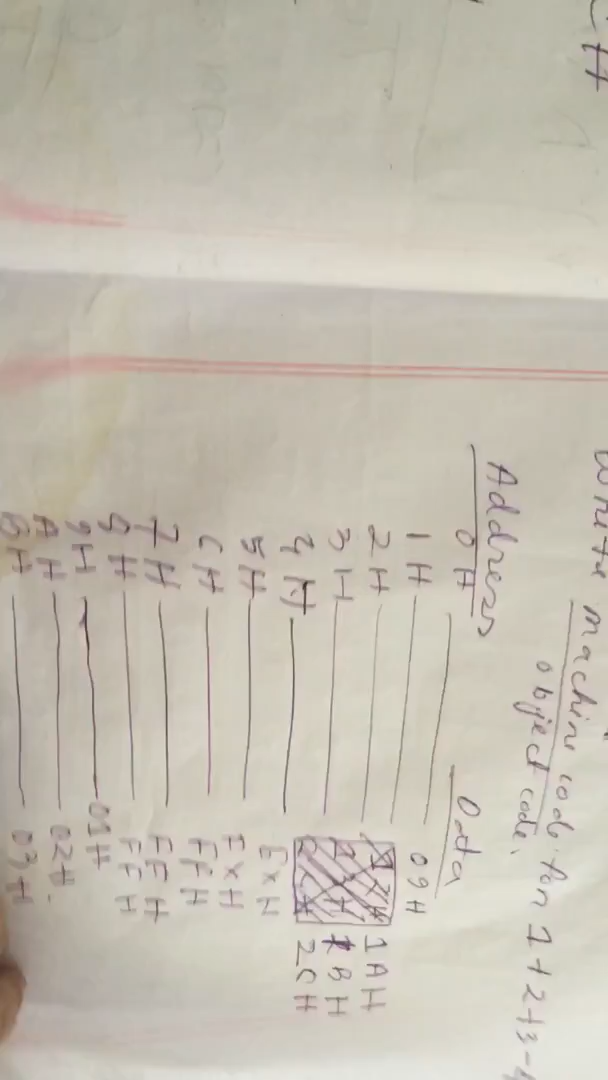 Write machine code for 1+2+3-4
object code.
Address Data
0H 09H
1H 1AH
2H 1BH
3H 2CH
4H EXH
5H EXH
6H FFH
7H FFH
8H FFH
9H 01H
AH 02H.
BH 03H